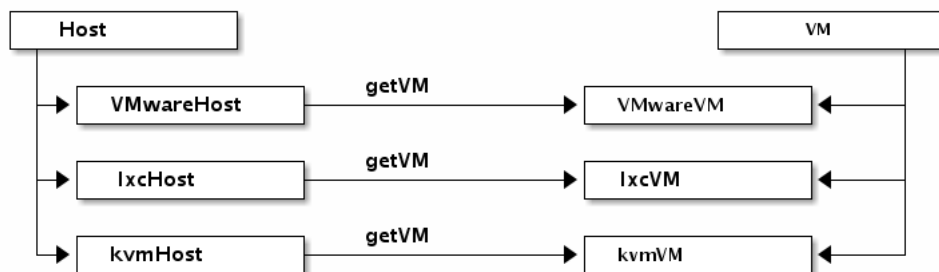 Host
VM
VMwareHost
getVM
VMwareVM
lxcHost
getVM
lxcVM
kvmHost
getVM
kvmVM